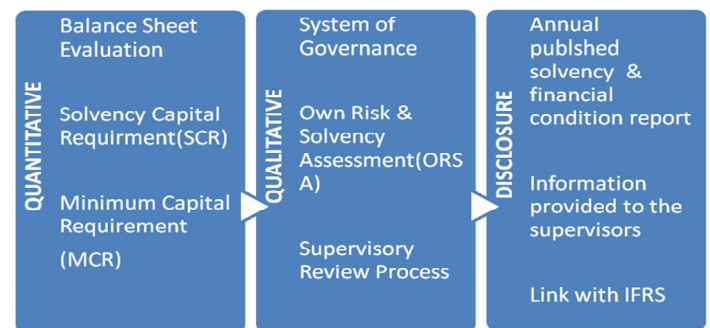 QUANTITATIVE
Balance Sheet
Evaluation
Solvency Capital
Requirment(SCR)
Minimum Capital
Requirement
(MCR)
QUALITATIVE
System of
Governance
Own Risk &
Solvency
Assessment(ORS
A)
Supervisory
Review Process
DISCLOSURE
Annual
publshed
solvency &
financial
condition report
Information
provided to the
supervisors
Link with IFRS